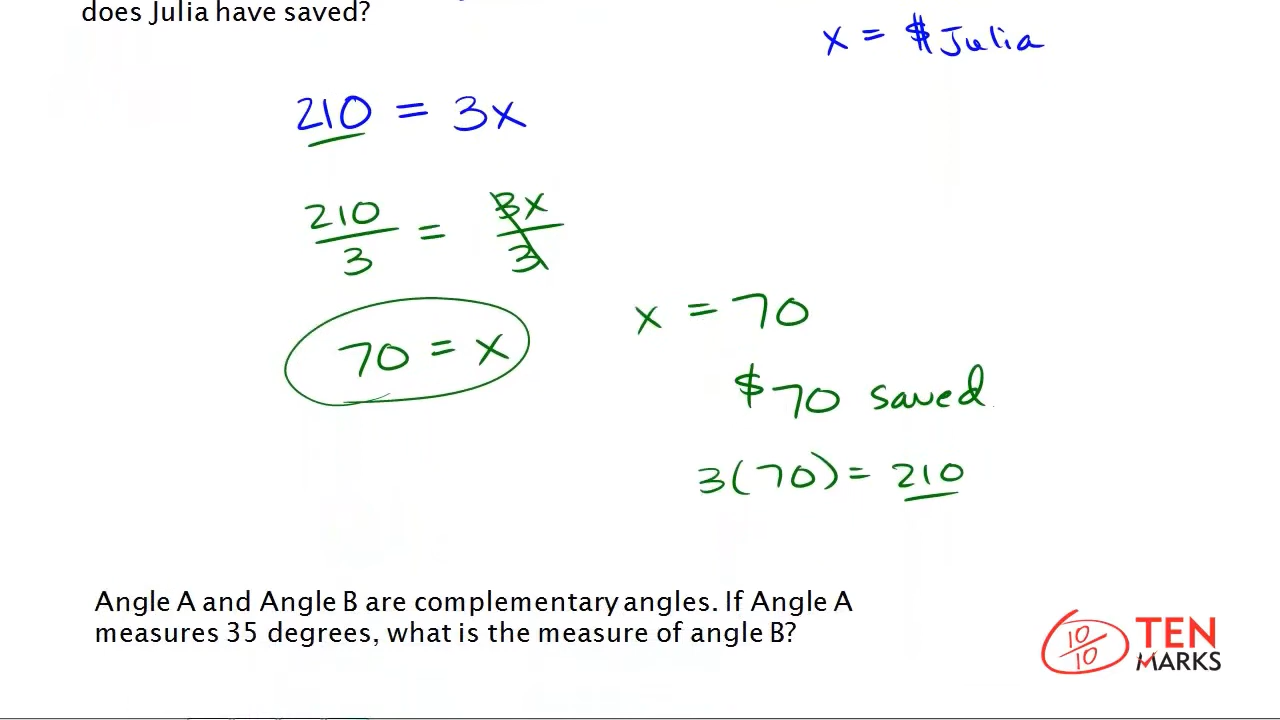 does Julia have saved?
x = $Julia
210 = 3x
210/3 = 3x/3
70 = x
x = 70
$70 saved
3(70) = 210
Angle A and Angle B are complementary angles. If Angle A
measures 35 degrees, what is the measure of angle B?
10/10 TEN
MARKS